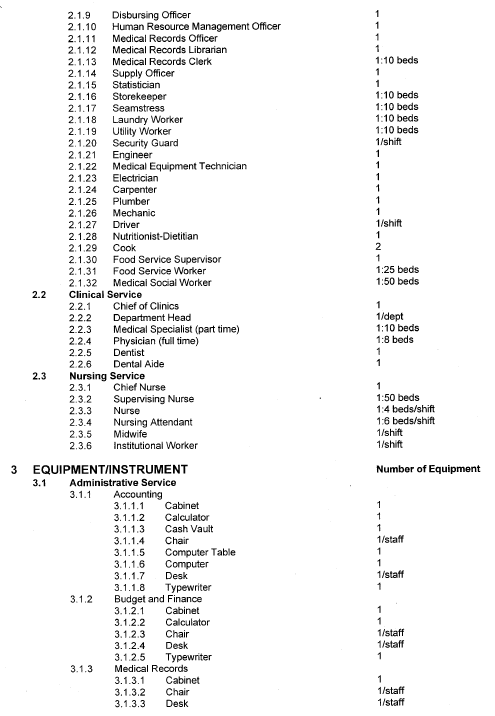 2.1.9 Disbursing Officer 1
2.1.10 Human Resource Management Officer 1
2.1.11 Medical Records Officer 1
2.1.12 Medical Records Librarian 1
2.1.13 Medical Records Clerk 1:10 beds
2.1.14 Supply Officer 1
2.1.15 Statistician 1
2.1.16 Storekeeper 1:10 beds
2.1.17 Seamstress 1:10 beds
2.1.18 Laundry Worker 1:10 beds
2.1.19 Utility Worker 1:10 beds
2.1.20 Security Guard 1/shift
2.1.21 Engineer 1
2.1.22 Medical Equipment Technician 1
2.1.23 Electrician 1
2.1.24 Carpenter 1
2.1.25 Plumber 1
2.1.26 Mechanic 1
2.1.27 Driver 1/shift
2.1.28 Nutritionist-Dietitian 1
2.1.29 Cook 2
2.1.30 Food Service Supervisor 1
2.1.31 Food Service Worker 1:25 beds
2.1.32 Medical Social Worker 1:50 beds
2.2 Clinical Service
2.2.1 Chief of Clinics 1
2.2.2 Department Head 1/dept
2.2.3 Medical Specialist (part time) 1:10 beds
2.2.4 Physician (full time) 1:8 beds
2.2.5 Dentist 1
2.2.6 Dental Aide 1
2.3 Nursing Service
2.3.1 Chief Nurse 1
2.3.2 Supervising Nurse 1:50 beds
2.3.3 Nurse 1:4 beds/shift
2.3.4 Nursing Attendant 1:6 beds/shift
2.3.5 Midwife 1/shift
2.3.6 Institutional Worker 1/shift
3 EQUIPMENT/INSTRUMENT Number of Equipment
3.1 Administrative Service
3.1.1 Accounting
3.1.1.1 Cabinet 1
3.1.1.2 Calculator 1
3.1.1.3 Cash Vault 1
3.1.1.4 Chair 1/staff
3.1.1.5 Computer Table 1
3.1.1.6 Computer 1
3.1.1.7 Desk 1/staff
3.1.1.8 Typewriter 1
3.1.2 Budget and Finance
3.1.2.1 Cabinet 1
3.1.2.2 Calculator 1
3.1.2.3 Chair 1/staff
3.1.2.4 Desk 1/staff
3.1.2.5 Typewriter 1
3.1.3 Medical Records
3.1.3.1 Cabinet 1
3.1.3.2 Chair 1/staff
3.1.3.3 Desk 1/staff